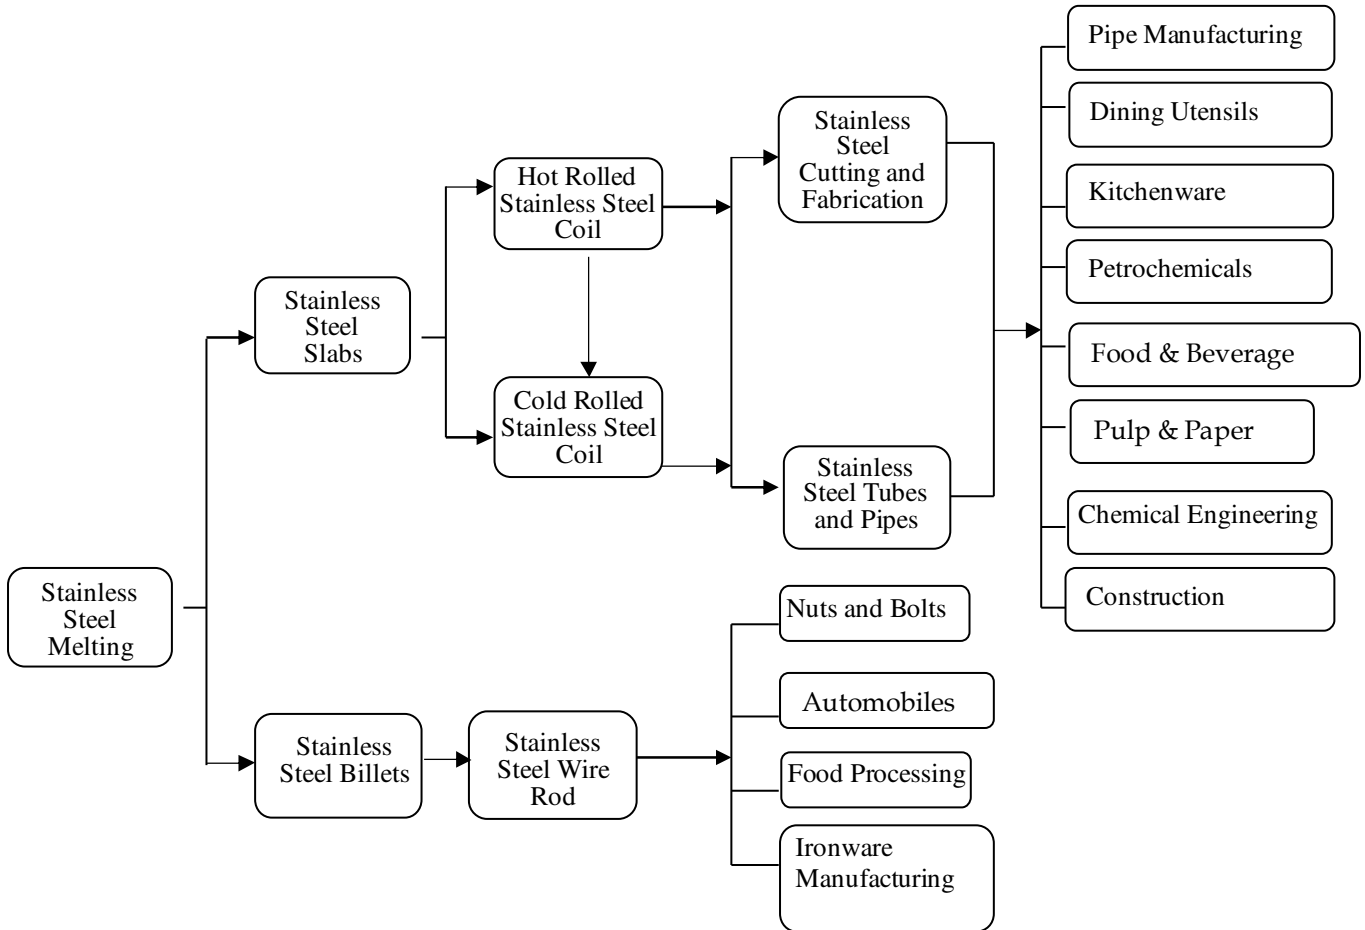 Stainless
Steel
Melting
Stainless
Steel
Slabs
Stainless
Steel Billets
Hot Rolled
Stainless Steel
Coil
Cold Rolled
Stainless Steel
Coil
Stainless
Steel Wire
Rod
Stainless
Steel
Cutting and
Fabrication
Stainless
Steel Tubes
and Pipes
Nuts and Bolts
Automobiles
Food Processing
Ironware
Manufacturing
Pipe Manufacturing
Dining Utensils
Kitchenware
Petrochemicals
Food & Beverage
Pulp & Paper
Chemical Engineering
Construction